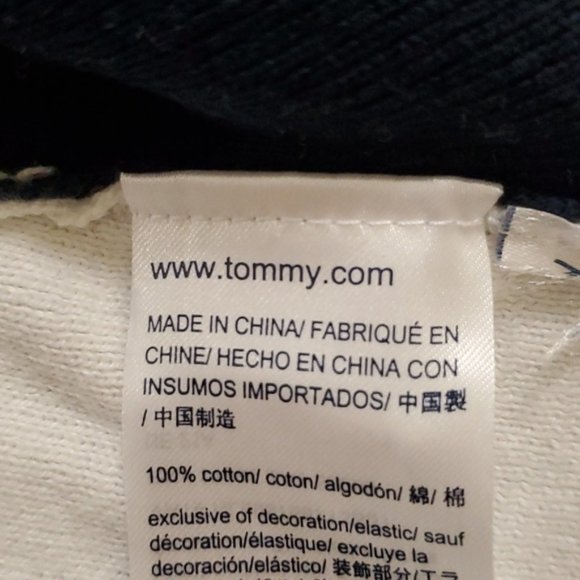 www.tommy.com
MADE IN CHINA/ FABRIQUÉ EN
CHINE/ HECHO EN CHINA CON
INSUMOS IMPORTADOS/ 中国製
/ 中国制造
100% cotton/ coton/ algodón/ 綿/ 棉
exclusive of decoration/elastic/ sauf
décoration/élastique/ excluye la
decoración/elástico/ 装飾部分/エラ